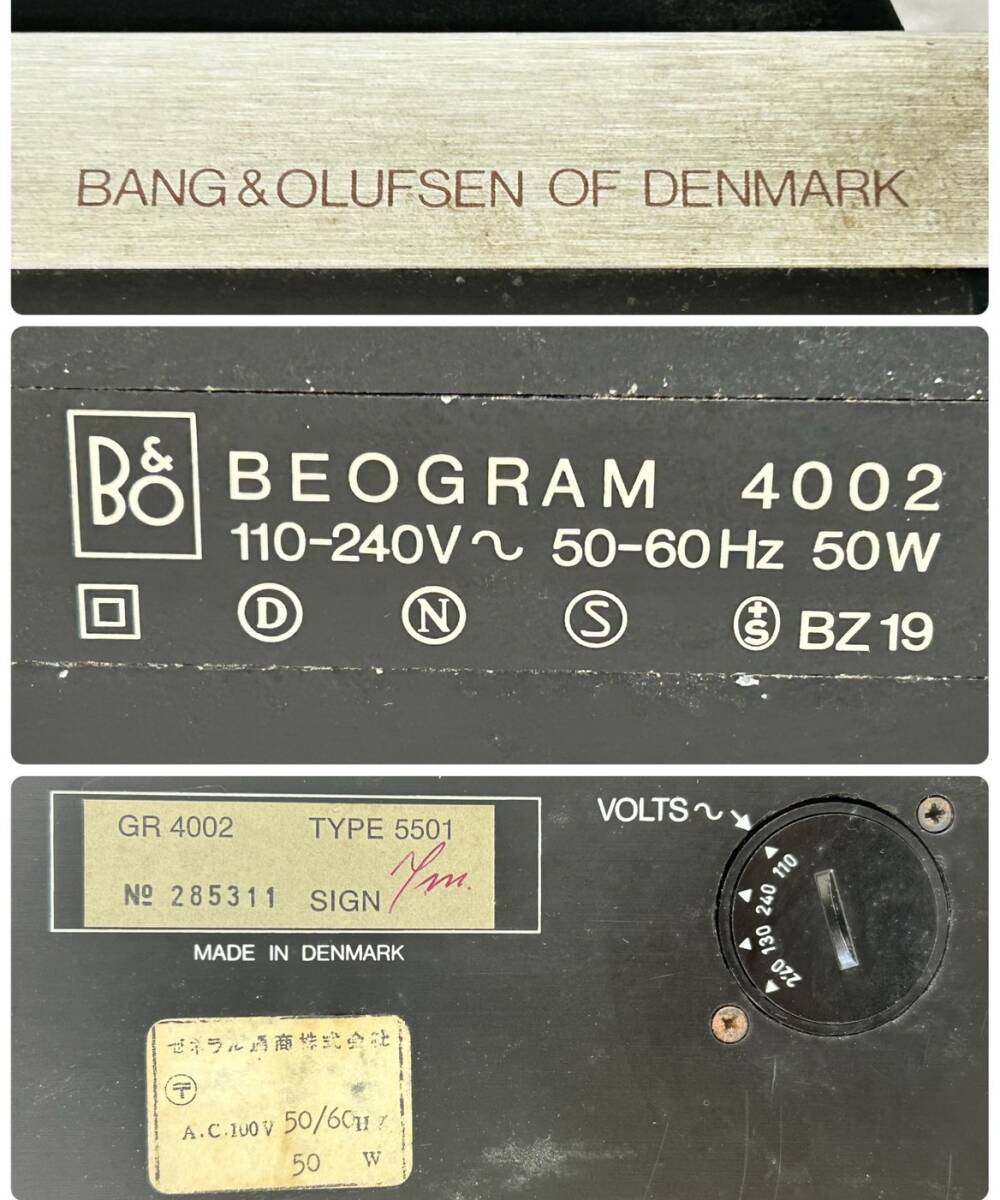 BANG & OLUFSEN OF DENMARK
B&O BEOGRAM 4002
110-240V~ 50-60Hz 50W
D N S +S BZ19
GR 4002 TYPE 5501
Nº 285311 SIGN
MADE IN DENMARK
VOLTS~
110
240
130
220
ゼネラル通商株式会社
〒
A.C.100V 50/60HZ
50 W